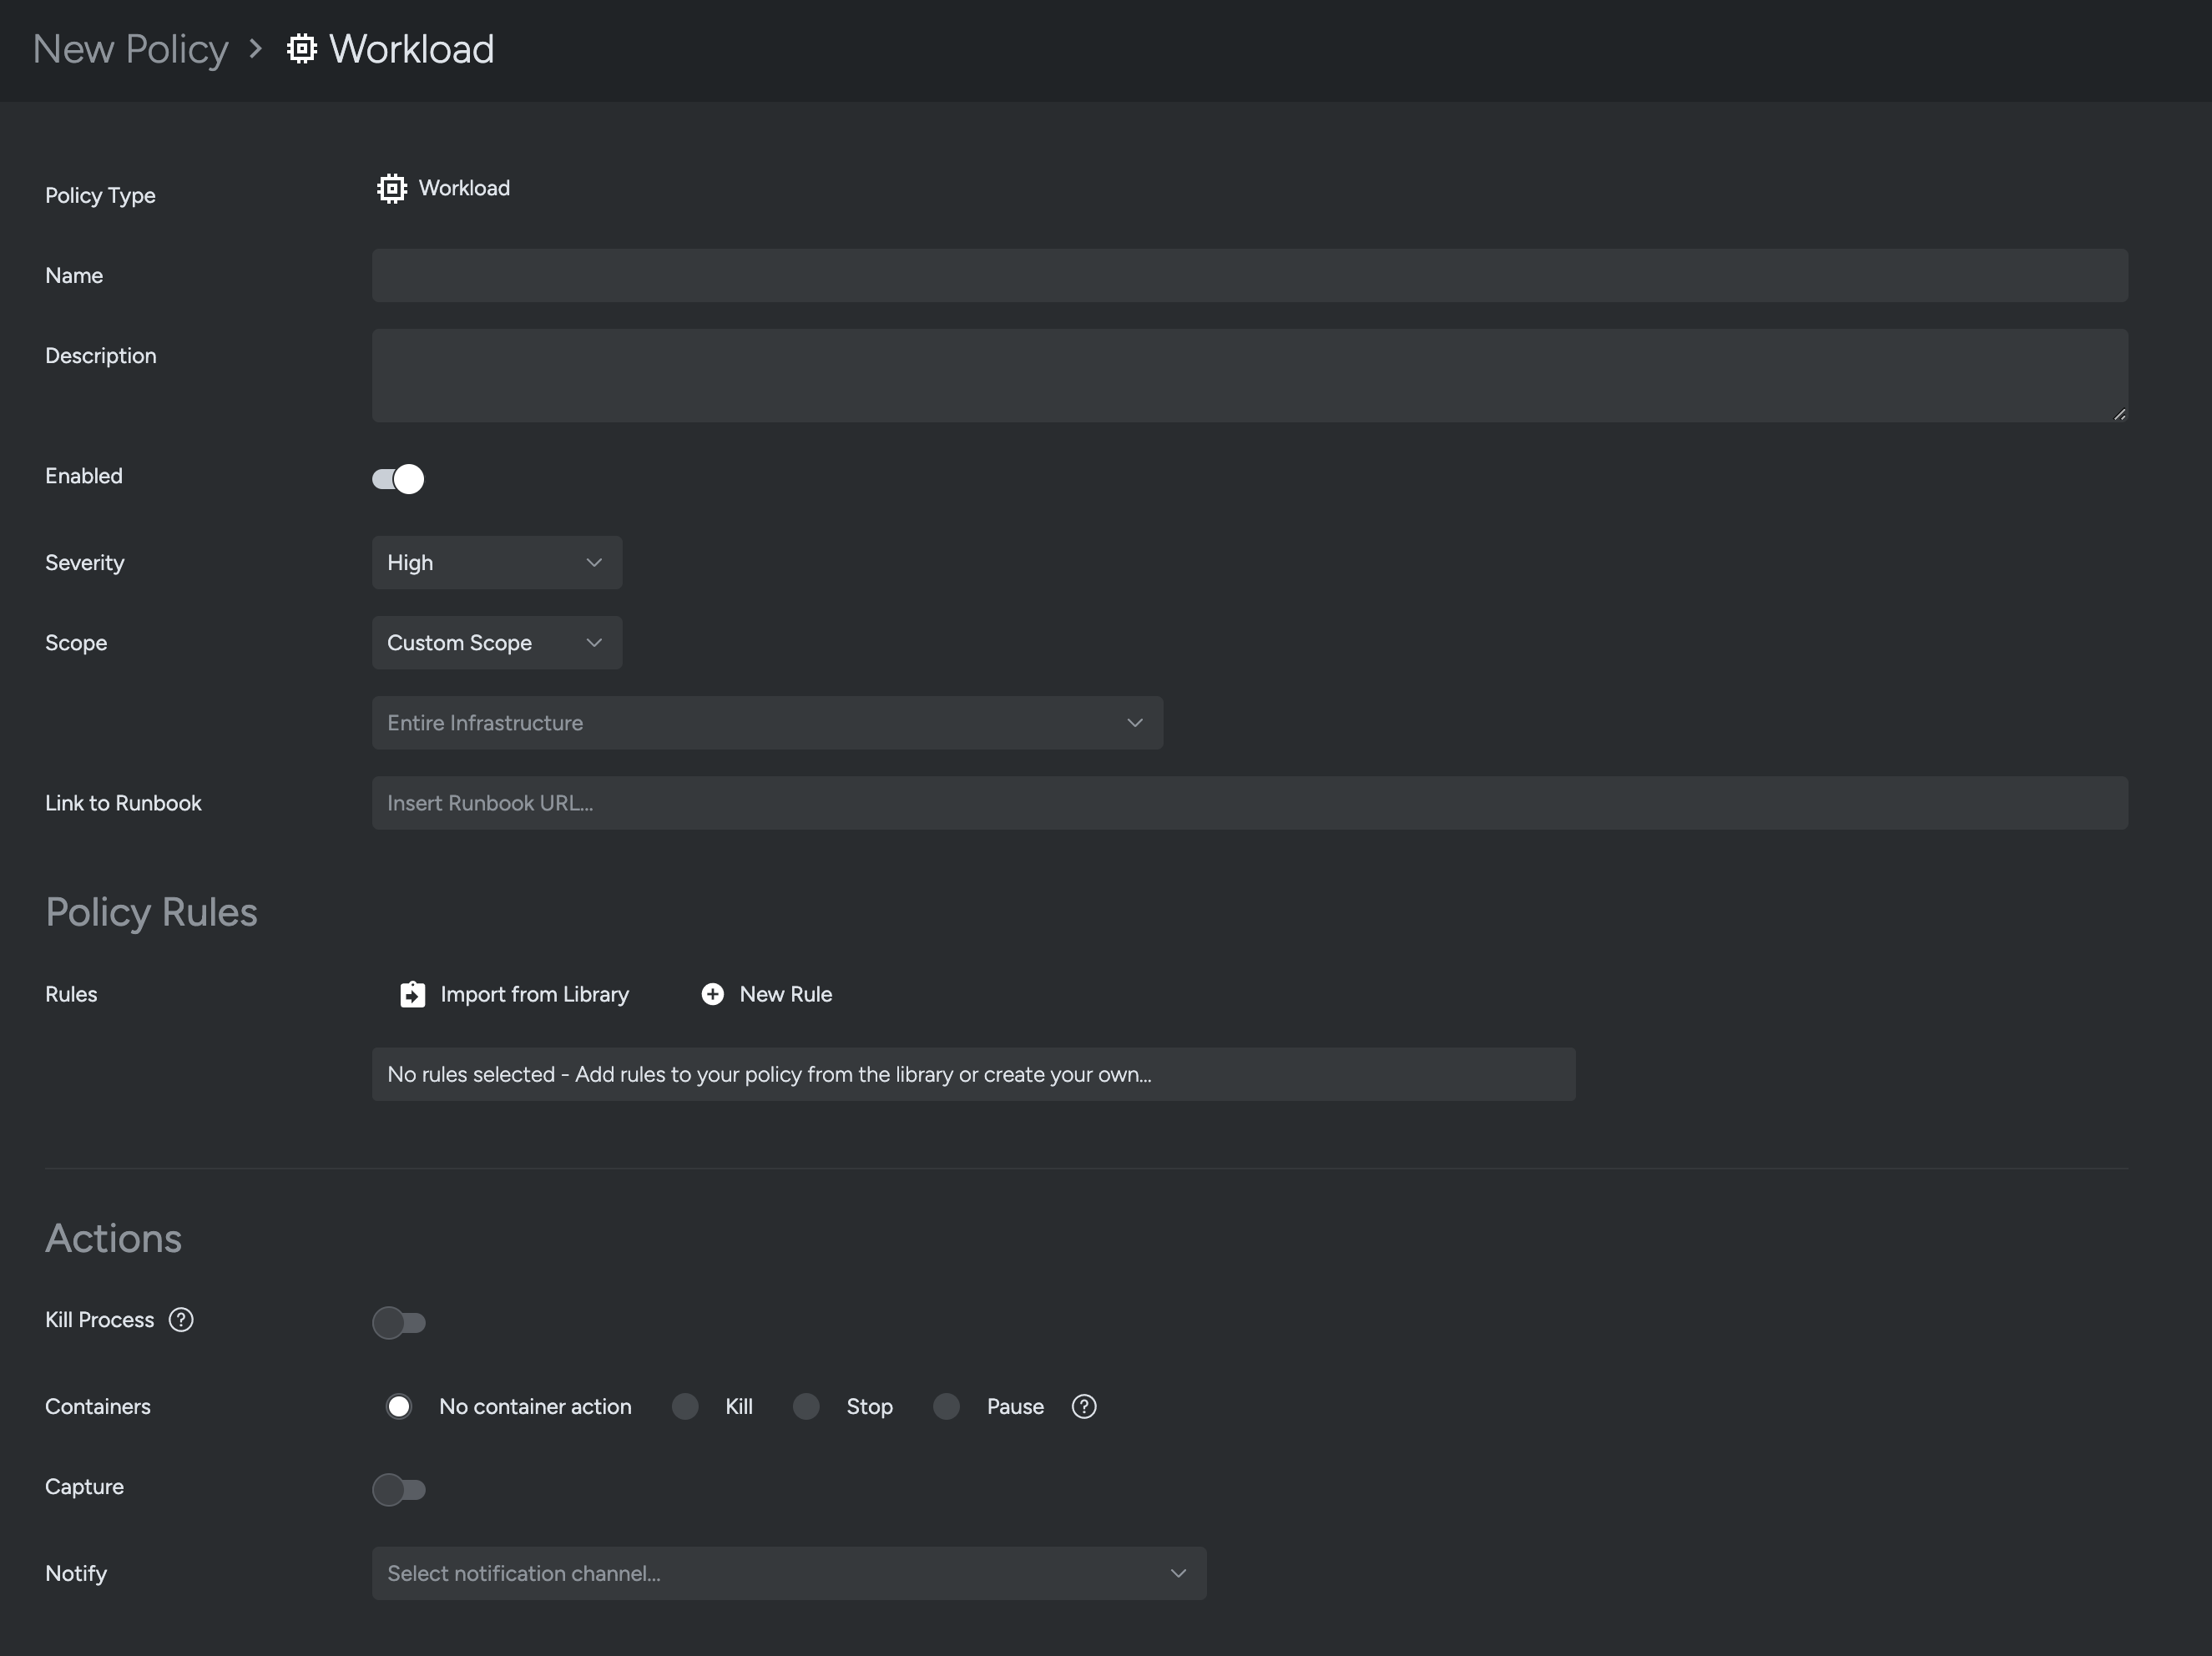 New Policy > Workload
Policy Type Workload
Name
Description
Enabled
Severity High
Scope Custom Scope
Entire Infrastructure
Link to Runbook Insert Runbook URL...
Policy Rules
Rules Import from Library New Rule
No rules selected - Add rules to your policy from the library or create your own...
Actions
Kill Process ?
Containers No container action Kill Stop Pause ?
Capture
Notify Select notification channel...